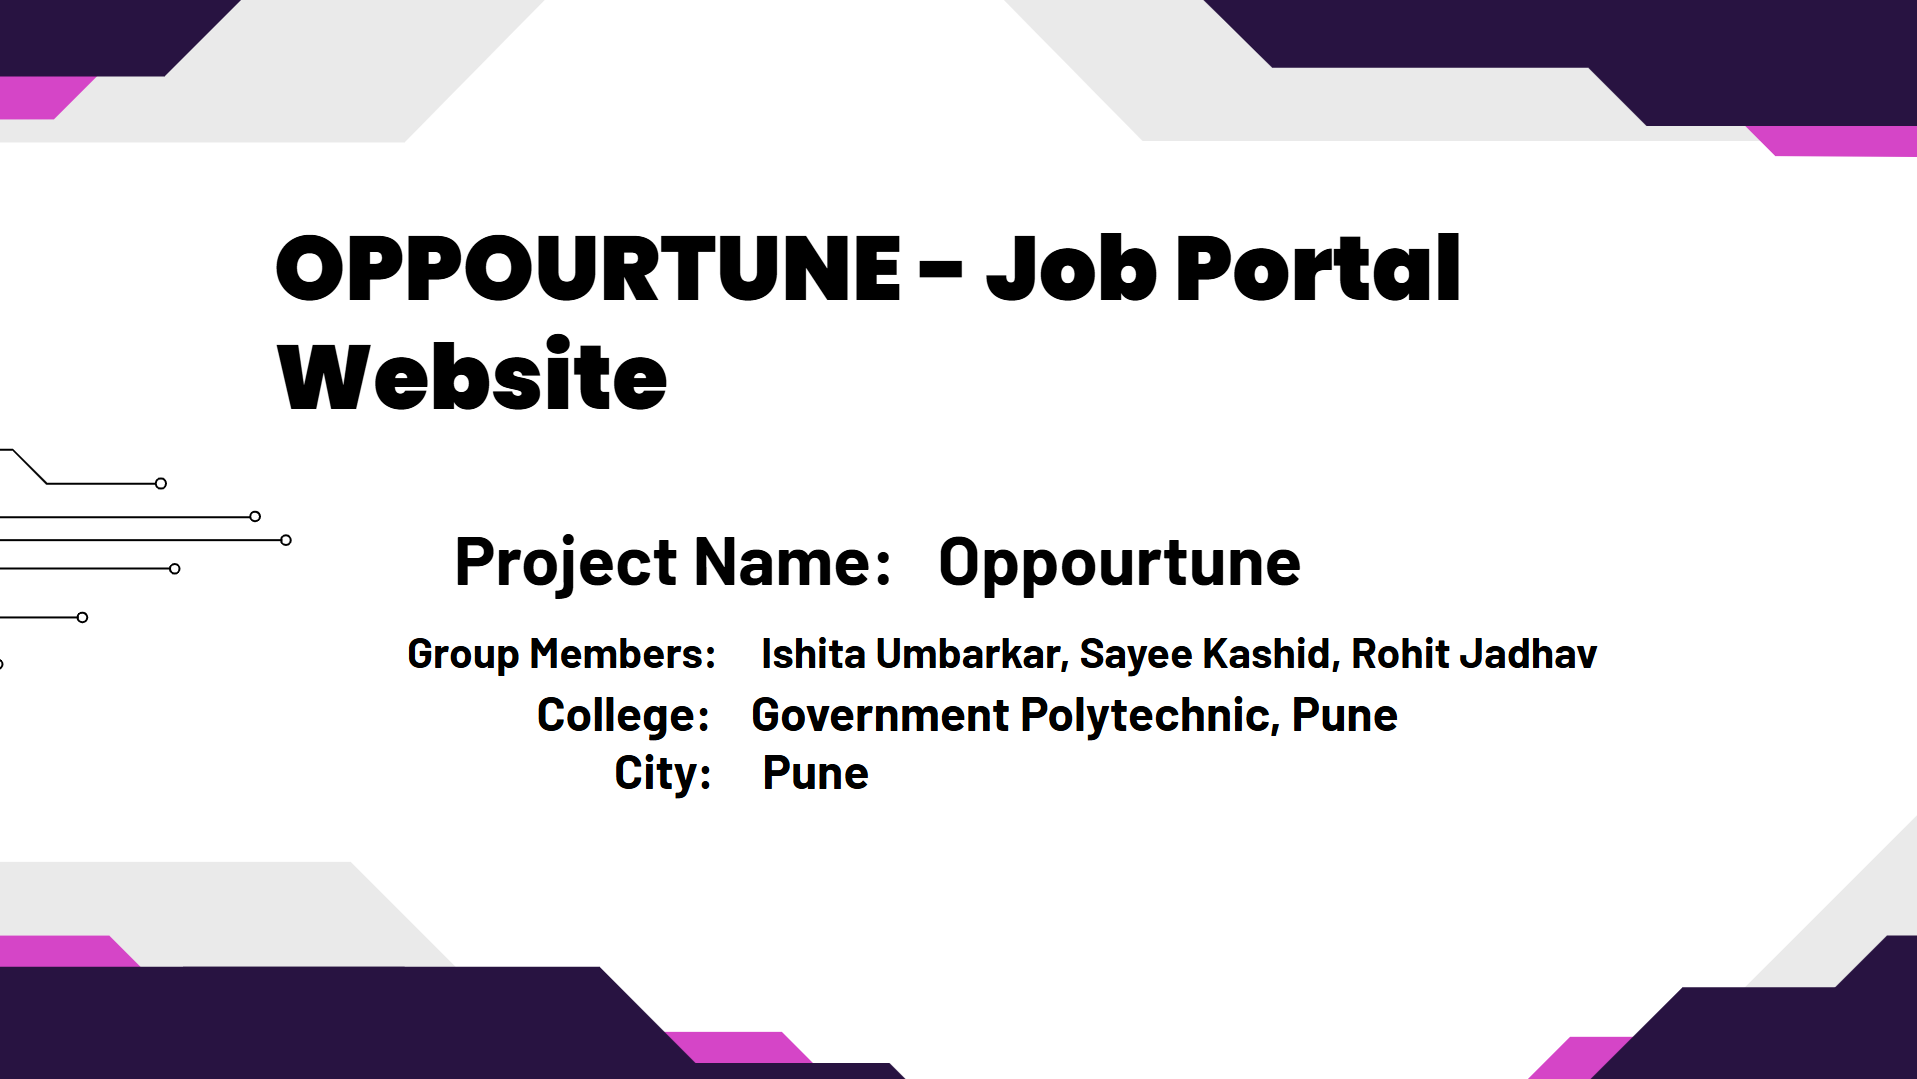 OPPOURTUNE – Job Portal
Website
Project Name: Oppourtune
Group Members: Ishita Umbarkar, Sayee Kashid, Rohit Jadhav
College: Government Polytechnic, Pune
City: Pune